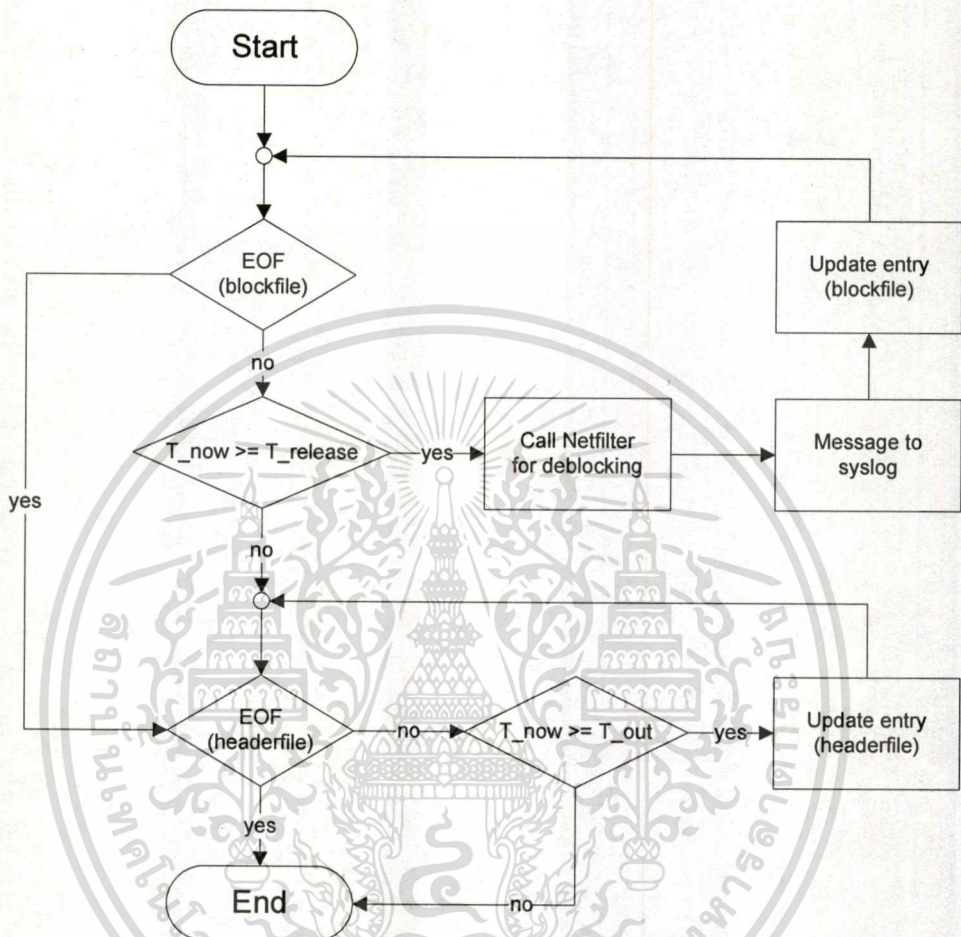 Start
EOF
(blockfile)
Update entry
(blockfile)
no
T_now >= T_release
yes
Call Netfilter
for deblocking
Message to
syslog
yes
no
EOF
(headerfile)
no
T_now >= T_out
yes
Update entry
(headerfile)
yes
End
no